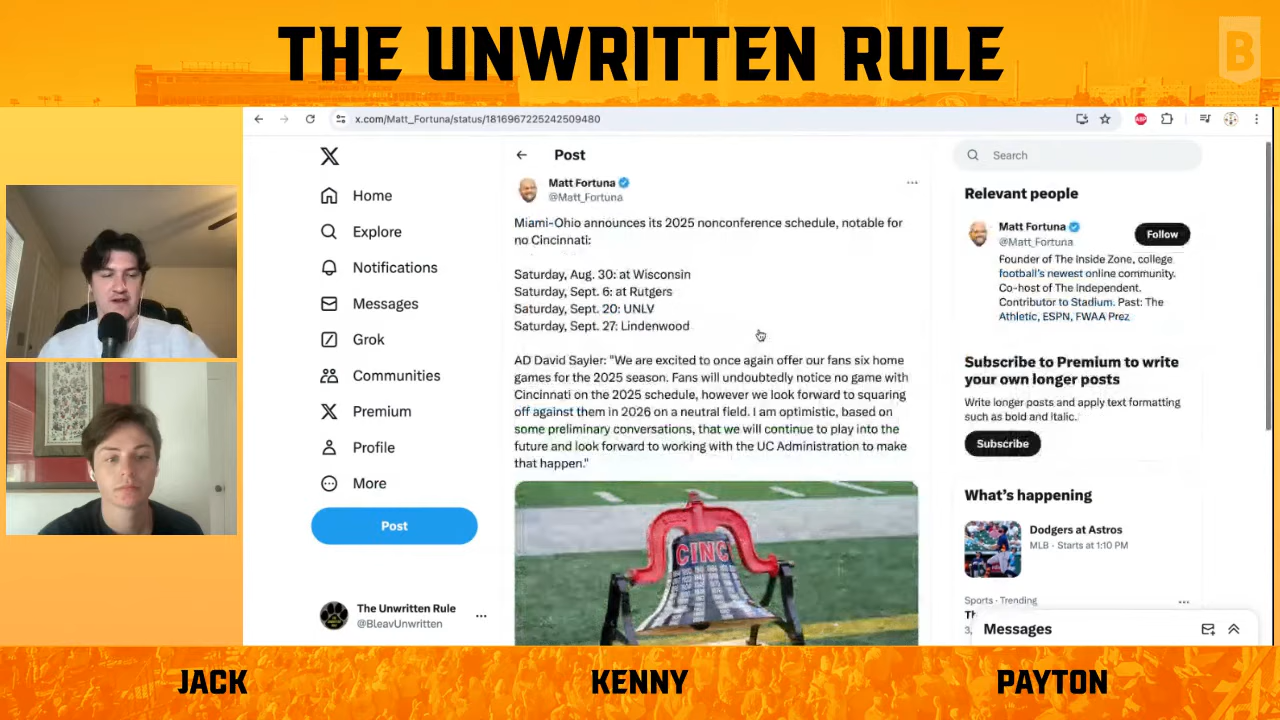 THE UNWRITTEN RULE
B
x.com/Matt_Fortuna/status/1816967225242509480
ABP
Home
Explore
Notifications
Messages
Grok
Communities
Premium
Profile
More
Post
The Unwritten Rule
@BleavUnwritten
Post
Matt Fortuna
@Matt_Fortuna
Miami-Ohio announces its 2025 nonconference schedule, notable for
no Cincinnati:
Saturday, Aug. 30: at Wisconsin
Saturday, Sept. 6: at Rutgers
Saturday, Sept. 20: UNLV
Saturday, Sept. 27: Lindenwood
AD David Sayler: "We are excited to once again offer our fans six home
games for the 2025 season. Fans will undoubtedly notice no game with
Cincinnati on the 2025 schedule, however we look forward to squaring
off against them in 2026 on a neutral field. I am optimistic, based on
some preliminary conversations, that we will continue to play into the
future and look forward to working with the UC Administration to make
that happen."
CINC
Search
Relevant people
Matt Fortuna
@Matt_Fortuna
Follow
Founder of The Inside Zone, college
football's newest online community.
Co-host of The Independent.
Contributor to Stadium. Past: The
Athletic, ESPN, FWAA Prez
Subscribe to Premium to write
your own longer posts
Write longer posts and apply text formatting
such as bold and italic.
Subscribe
What's happening
Dodgers at Astros
MLB · Starts at 1:10 PM
Sports · Trending
Messages
JACK
KENNY
PAYTON